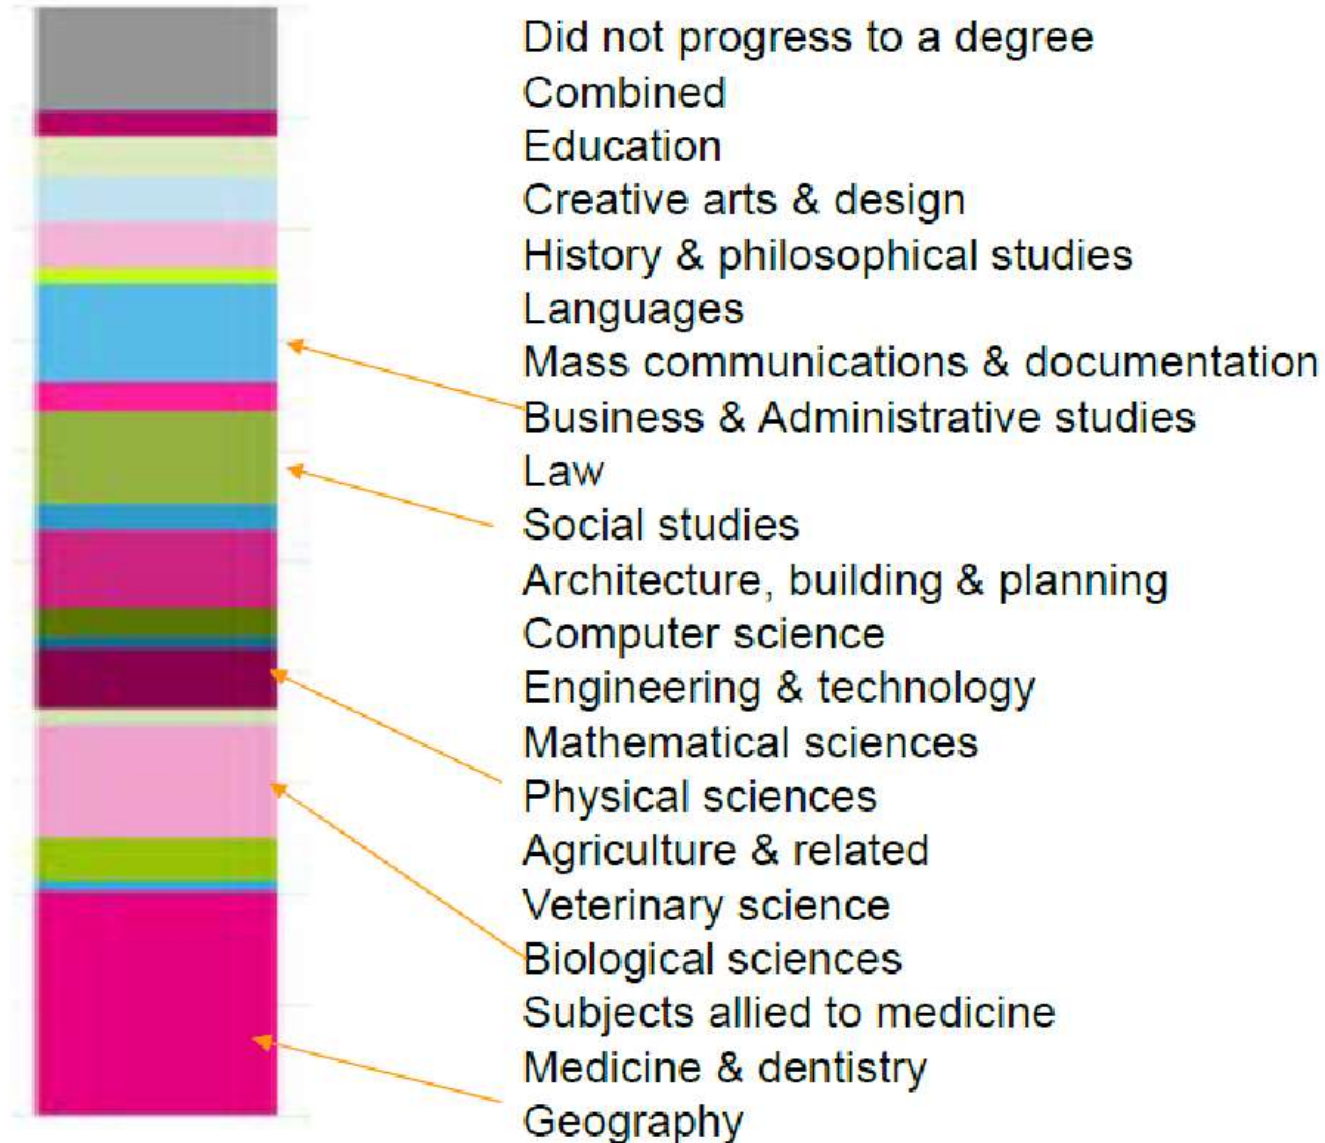 Did not progress to a degree
Combined
Education
Creative arts & design
History & philosophical studies
Languages
Mass communications & documentation
Business & Administrative studies
Law
Social studies
Architecture, building & planning
Computer science
Engineering & technology
Mathematical sciences
Physical sciences
Agriculture & related
Veterinary science
Biological sciences
Subjects allied to medicine
Medicine & dentistry
Geography